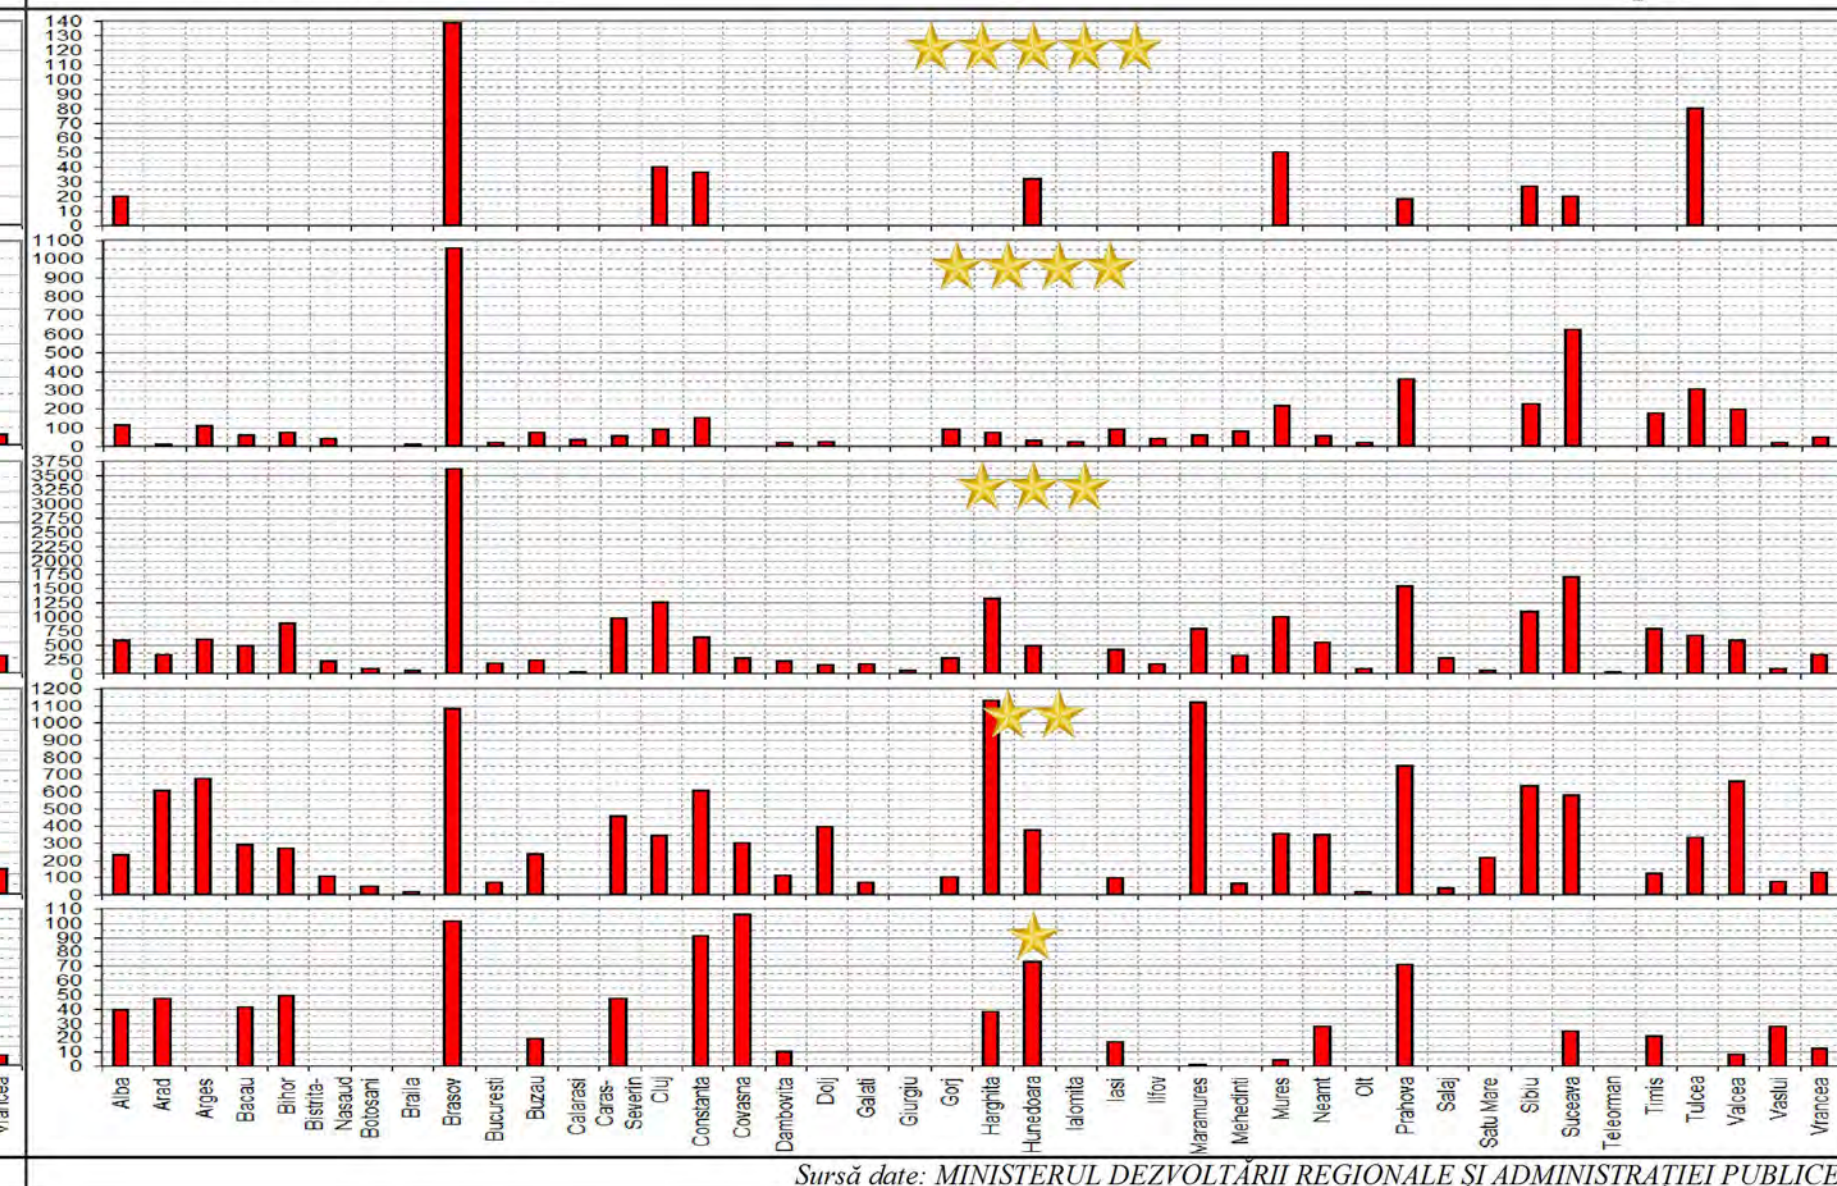 140
130
120
110
100
90
80
70
60
50
40
30
20
10
0
1100
1000
900
800
700
600
500
400
300
200
100
0
3750
3500
3250
3000
2750
2500
2250
2000
1750
1500
1250
1000
750
500
250
0
1200
1100
1000
900
800
700
600
500
400
300
200
100
0
110
100
90
80
70
60
50
40
30
20
10
0
Vrancea
Alba
Arad
Arges
Bacau
Bihor
Bistrita-
Nasaud
Botosani
Braila
Brasov
Bucuresti
Buzau
Calarasi
Caras-
Severin
Cluj
Constanta
Covasna
Dambovita
Dolj
Galati
Giurgiu
Gorj
Harghita
Hunedoara
Ialomita
Iasi
Ilfov
Maramures
Mehedinti
Mures
Neamt
Olt
Prahova
Salaj
Satu Mare
Sibiu
Suceava
Teleorman
Timis
Tulcea
Valcea
Vaslui
Vrancea
Sursă date: MINISTERUL DEZVOLTĂRII REGIONALE SI ADMINISTRATIEI PUBLICE